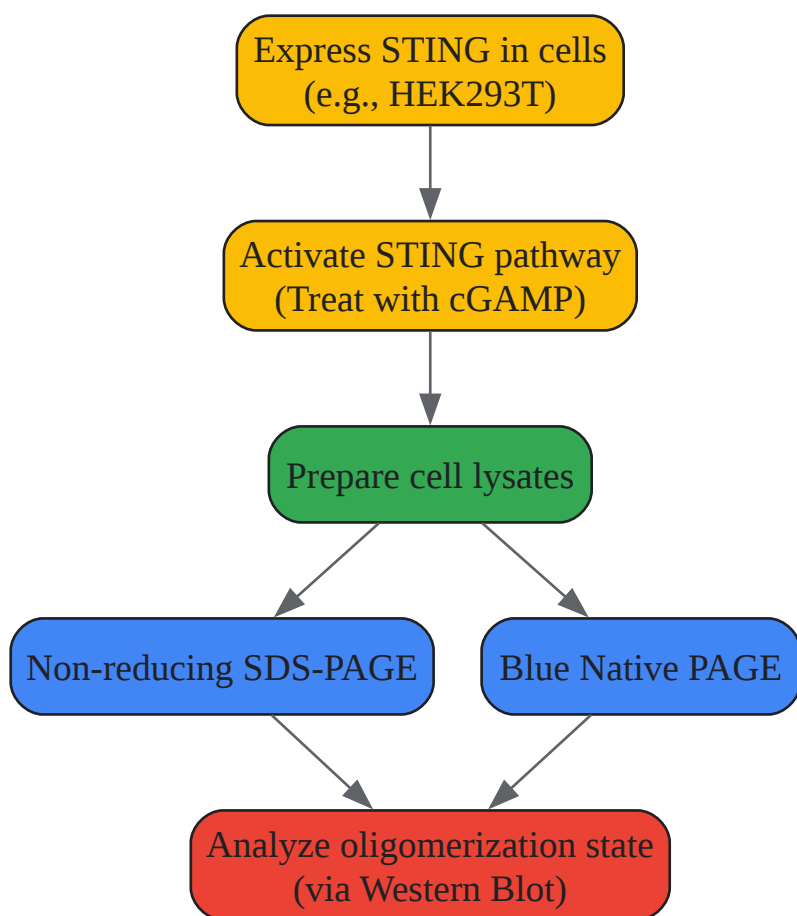 Express STING in cells
(e.g., HEK293T)
Activate STING pathway
(Treat with cGAMP)
Prepare cell lysates
Non-reducing SDS-PAGE
Blue Native PAGE
Analyze oligomerization state
(via Western Blot)